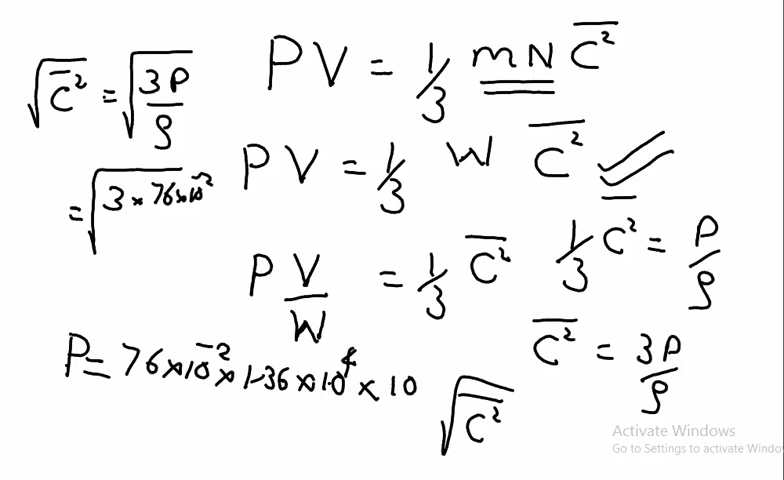 PV = 1/3 mN C̅²
√C̅² = √(3P/ρ)
PV = 1/3 W C̅²
= √(3 × 76×10⁻²
P V/W = 1/3 C̅²
1/3 C² = P/ρ
C̅² = 3P/ρ
P = 76×10⁻² × 1.36×10⁴ × 10
√C̅²
Activate Windows
Go to Settings to activate Windo